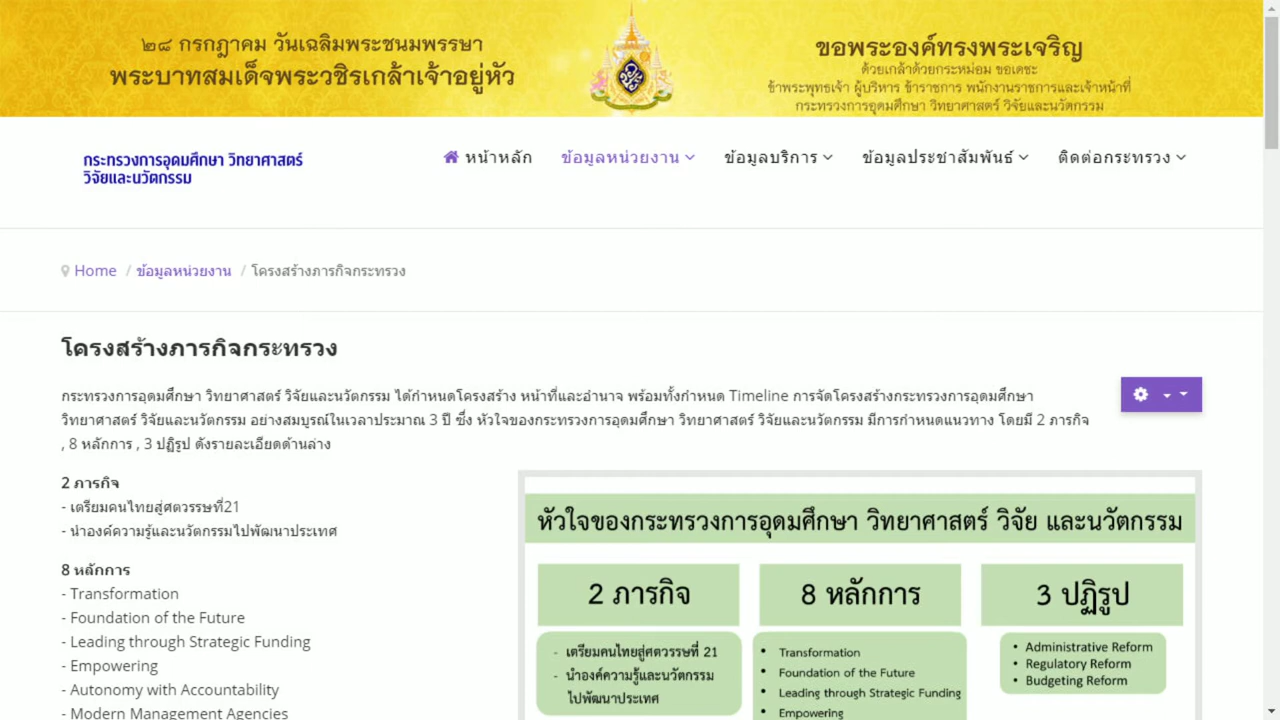 ๒๘ กรกฎาคม วันเฉลิมพระชนมพรรษา
พระบาทสมเด็จพระวชิรเกล้าเจ้าอยู่หัว
ขอพระองค์ทรงพระเจริญ
ด้วยเกล้าด้วยกระหม่อม ขอเดชะ
ข้าพระพุทธเจ้า ผู้บริหาร ข้าราชการ พนักงานราชการและเจ้าหน้าที่
กระทรวงการอุดมศึกษา วิทยาศาสตร์ วิจัยและนวัตกรรม
กระทรวงการอุดมศึกษา วิทยาศาสตร์
วิจัยและนวัตกรรม
หน้าหลัก ข้อมูลหน่วยงาน ข้อมูลบริการ ข้อมูลประชาสัมพันธ์ ติดต่อกระทรวง
Home / ข้อมูลหน่วยงาน / โครงสร้างภารกิจกระทรวง
โครงสร้างภารกิจกระทรวง
กระทรวงการอุดมศึกษา วิทยาศาสตร์ วิจัยและนวัตกรรม ได้กำหนดโครงสร้าง หน้าที่และอำนาจ พร้อมทั้งกำหนด Timeline การจัดโครงสร้างกระทรวงการอุดมศึกษา
วิทยาศาสตร์ วิจัยและนวัตกรรม อย่างสมบูรณ์ในเวลาประมาณ 3 ปี ซึ่ง หัวใจของกระทรวงการอุดมศึกษา วิทยาศาสตร์ วิจัยและนวัตกรรม มีการกำหนดแนวทาง โดยมี 2 ภารกิจ
, 8 หลักการ , 3 ปฏิรูป ดังรายละเอียดด้านล่าง
2 ภารกิจ
- เตรียมคนไทยสู่ศตวรรษที่21
- นำองค์ความรู้และนวัตกรรมไปพัฒนาประเทศ
8 หลักการ
- Transformation
- Foundation of the Future
- Leading through Strategic Funding
- Empowering
- Autonomy with Accountability
- Modern Management Agencies
หัวใจของกระทรวงการอุดมศึกษา วิทยาศาสตร์ วิจัย และนวัตกรรม
2 ภารกิจ
- เตรียมคนไทยสู่ศตวรรษที่ 21
- นำองค์ความรู้และนวัตกรรม
ไปพัฒนาประเทศ
8 หลักการ
• Transformation
• Foundation of the Future
• Leading through Strategic Funding
• Empowering
3 ปฏิรูป
• Administrative Reform
• Regulatory Reform
• Budgeting Reform